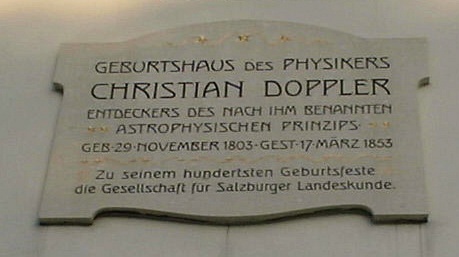 GEBURTSHAUS DES PHYSIKERS
CHRISTIAN DOPPLER
ENTDECKERS DES NACH IHM BENANNTEN
ASTROPHYSISCHEN PRINZIPS·
GEB·29·NOVEMBER 1803·GEST·17·MÄRZ 1853
Zu seinem hundertsten Geburtsfeste
die Gesellschaft für Salzburger Landeskunde.